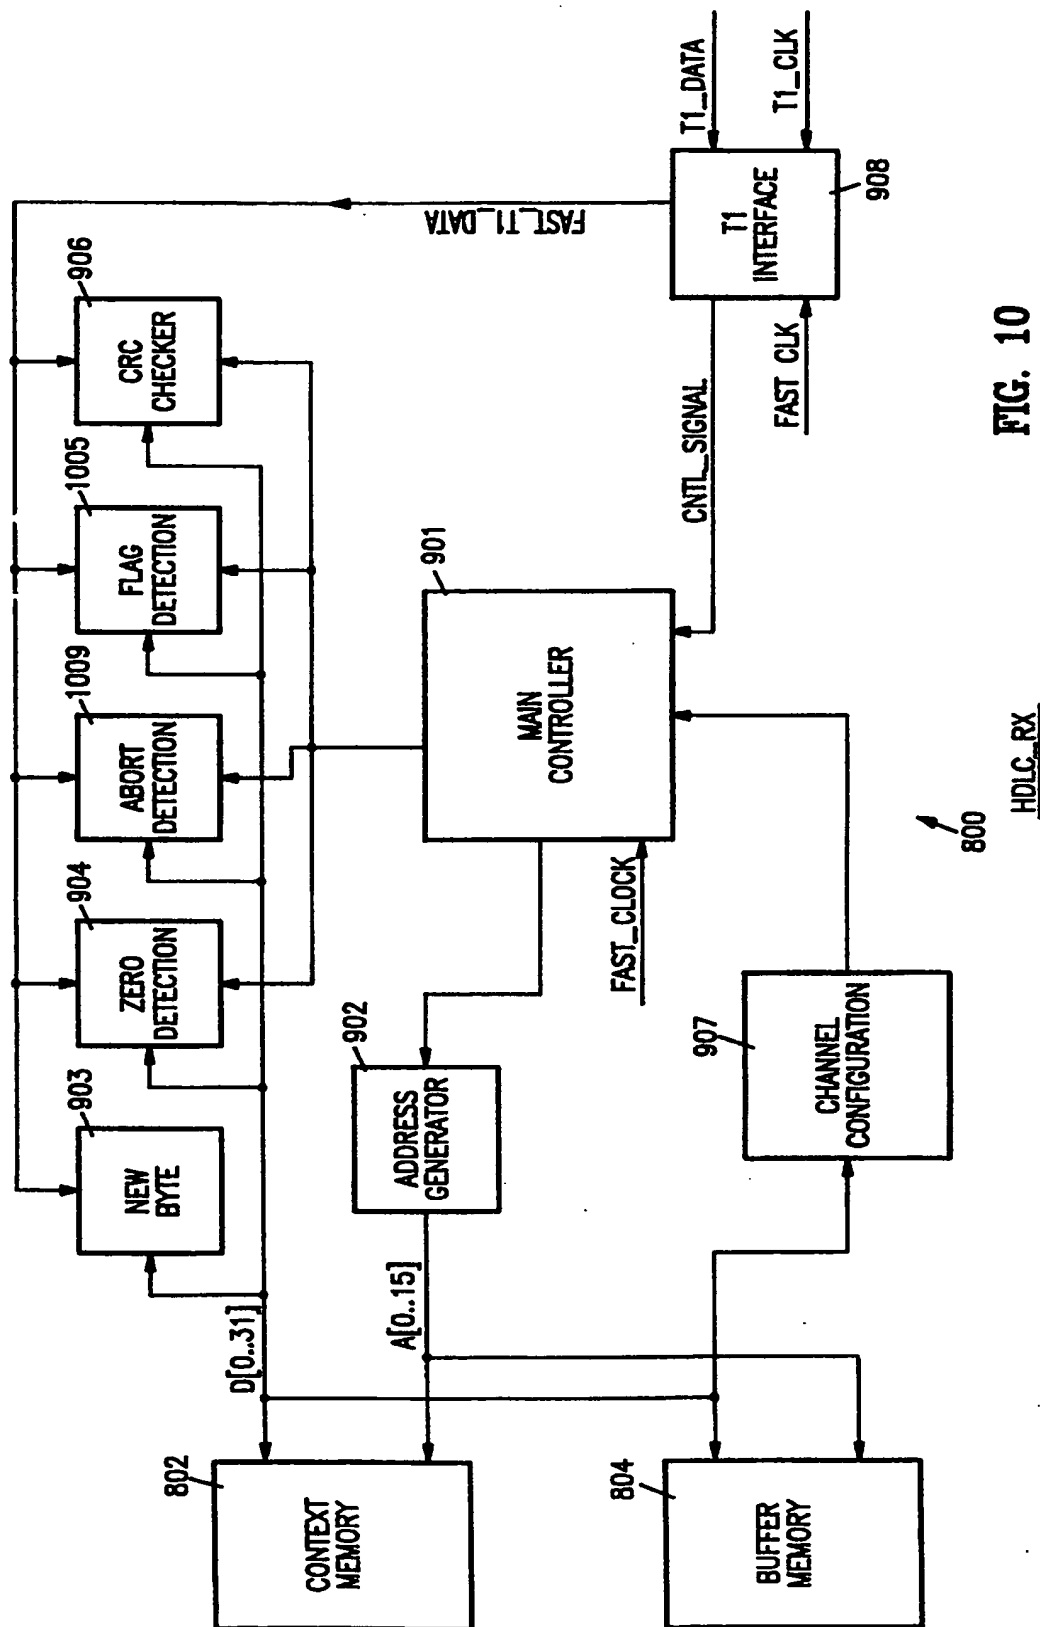 802
CONTEXT
MEMORY
804
BUFFER
MEMORY
D[0..31]
A[0..15]
903
NEW
BYTE
902
ADDRESS
GENERATOR
907
CHANNEL
CONFIGURATION
904
ZERO
DETECTION
1009
ABORT
DETECTION
1005
FLAG
DETECTION
906
CRC
CHECKER
901
MAIN
CONTROLLER
FAST_CLOCK
CNTL_SIGNAL
FAST_T1_DATA
T1
INTERFACE
908
FAST CLK
T1_DATA
T1_CLK
800
HDLC_RX
FIG. 10